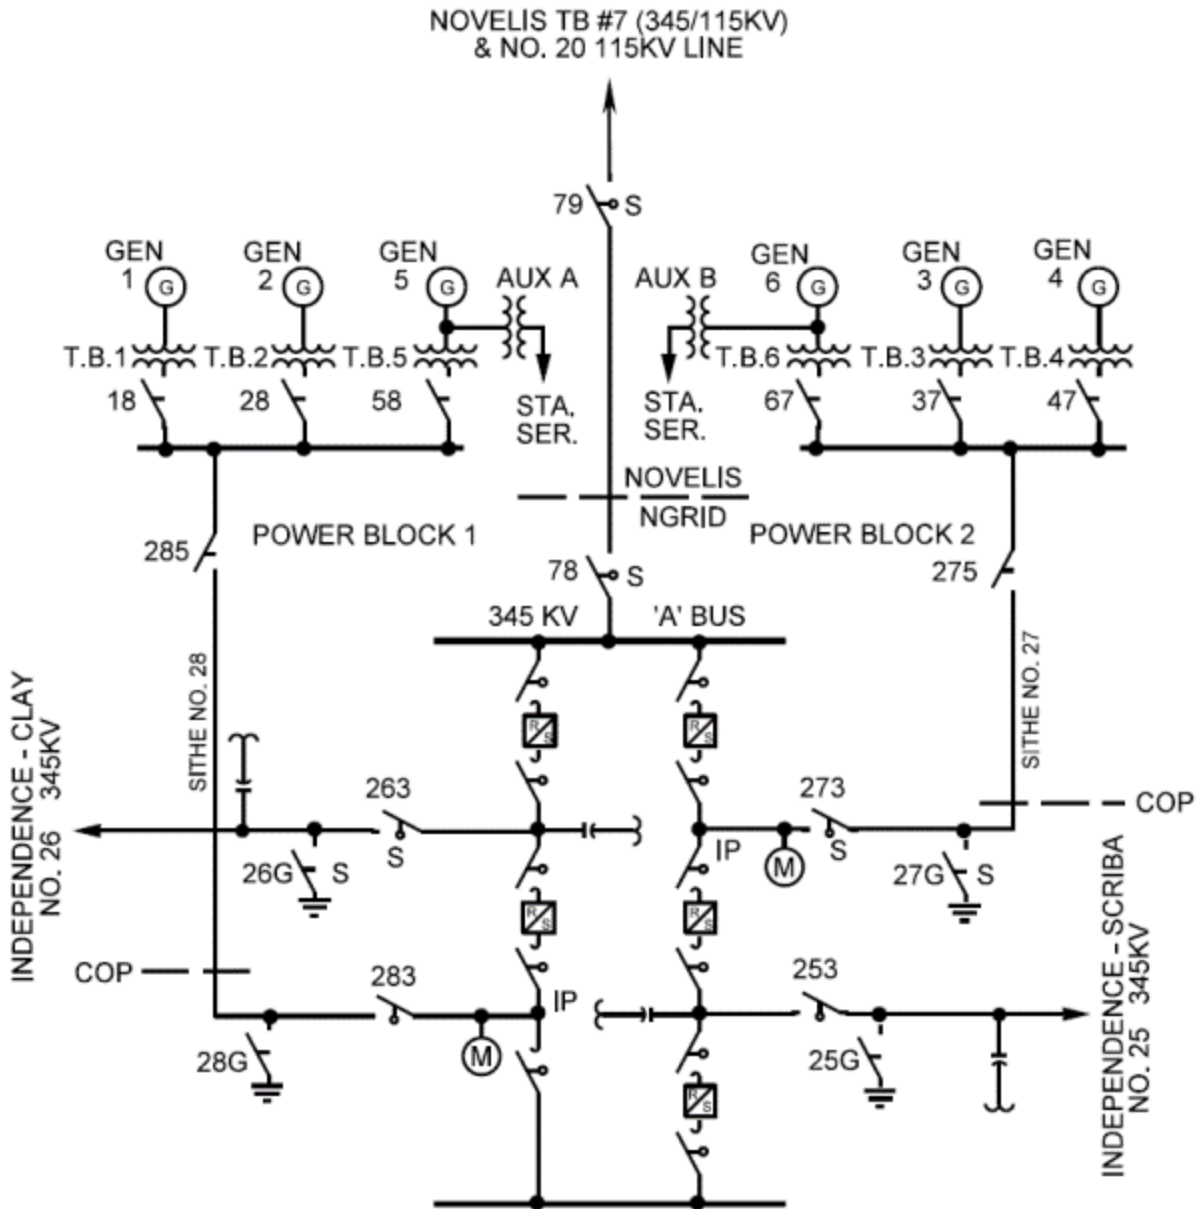 NOVELIS TB #7 (345/115KV)
& NO. 20 115KV LINE
79 S
GEN
1 G
GEN
2 G
GEN
5 G
AUX A
AUX B
GEN
6 G
GEN
3 G
GEN
4 G
T.B.1
T.B.2
T.B.5
T.B.6
T.B.3
T.B.4
18
28
58
STA.
SER.
STA.
SER.
67
37
47
NOVELIS
NGRID
285
POWER BLOCK 1
POWER BLOCK 2
275
78 S
345 KV 'A' BUS
SITHE NO. 28
SITHE NO. 27
R/S
R/S
INDEPENDENCE - CLAY
NO. 26 345KV
263
S
273
S
COP
26G S
IP
M
27G S
R/S
R/S
COP
283
IP
253
INDEPENDENCE - SCRIBA
NO. 25 345KV
28G
M
25G
R/S